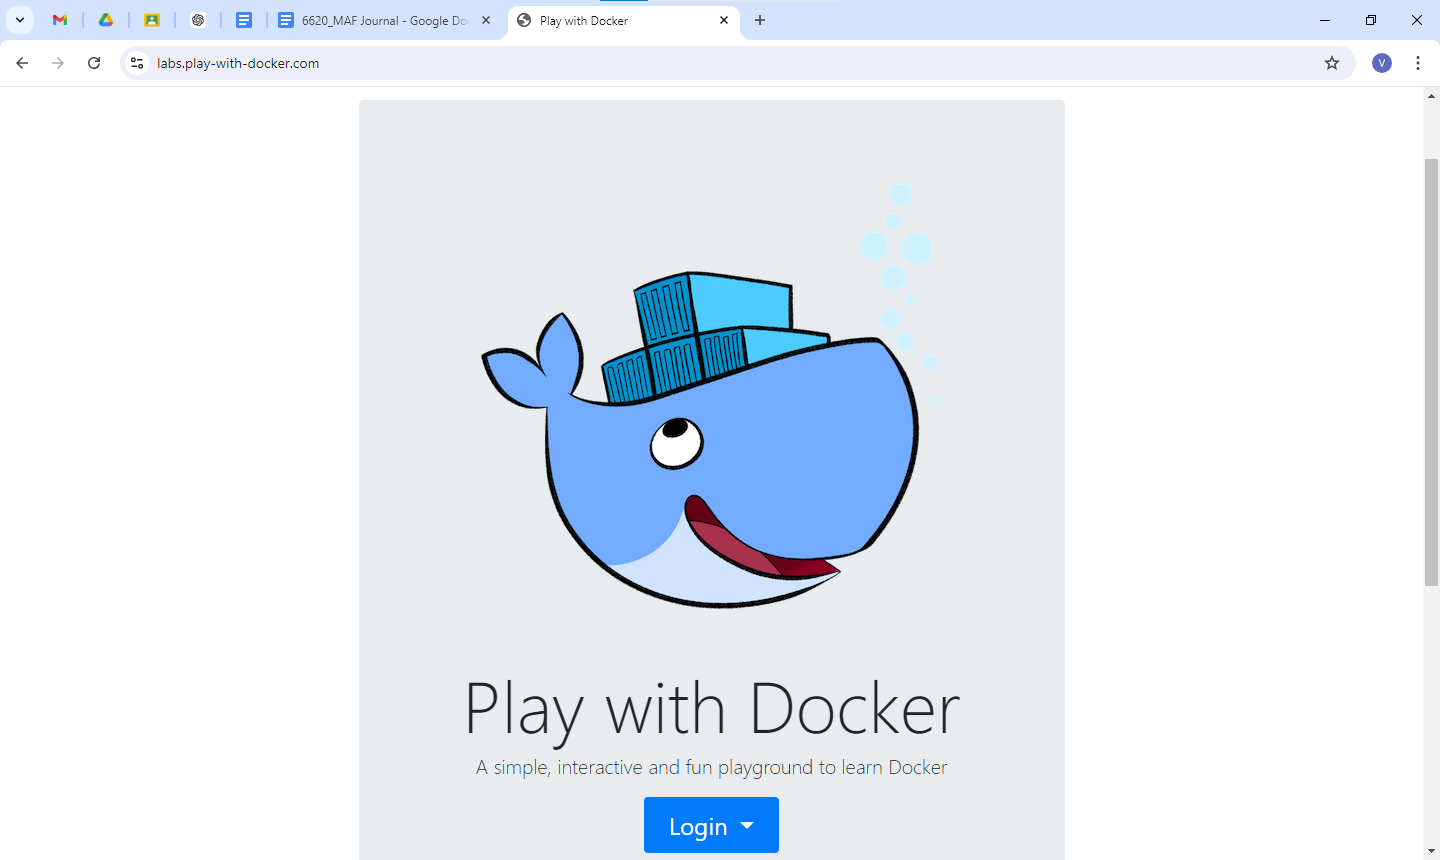 6620_MAF Journal - Google Do
Play with Docker
labs.play-with-docker.com
V
Play with Docker
A simple, interactive and fun playground to learn Docker
Login